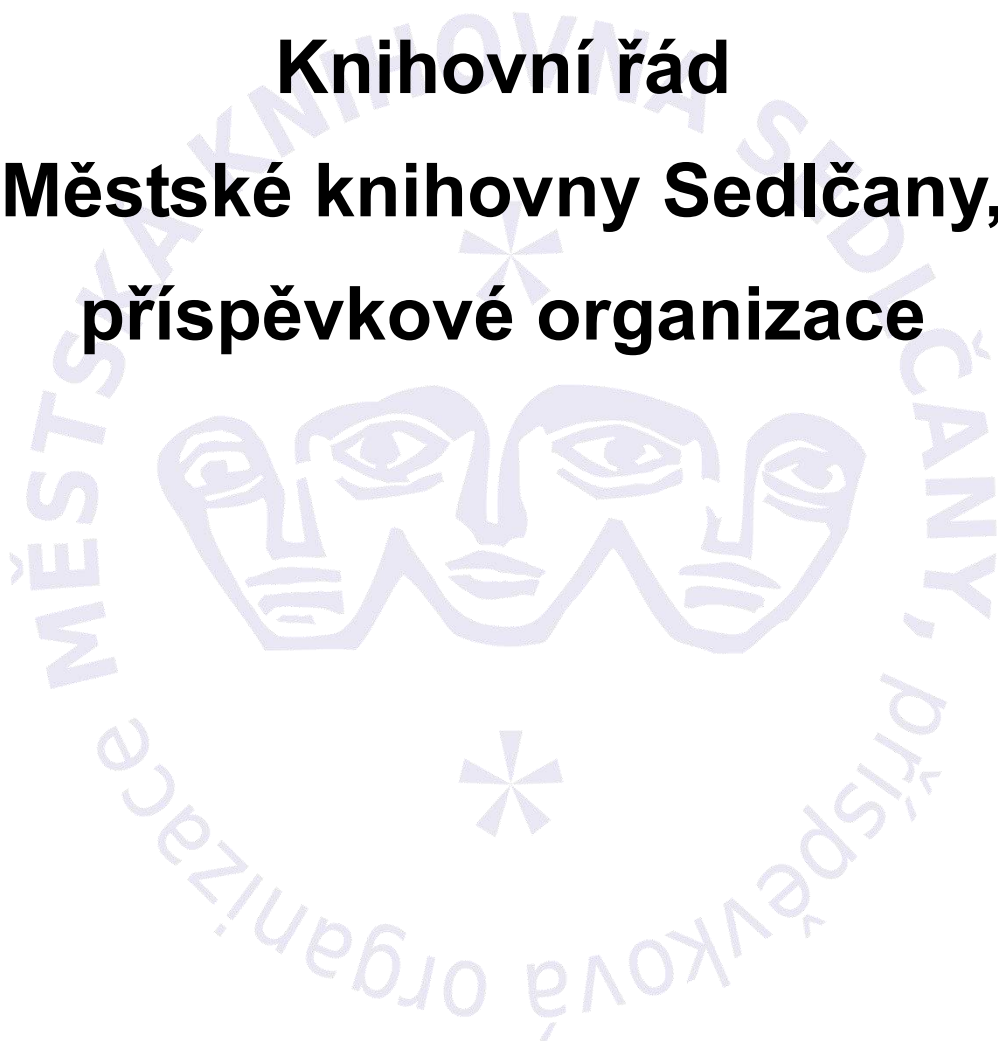 Knihovní řád
Městské knihovny Sedlčany,
příspěvkové organizace
MĚSTSKÁ KNIHOVNA SEDLČANY, příspěvková organizace